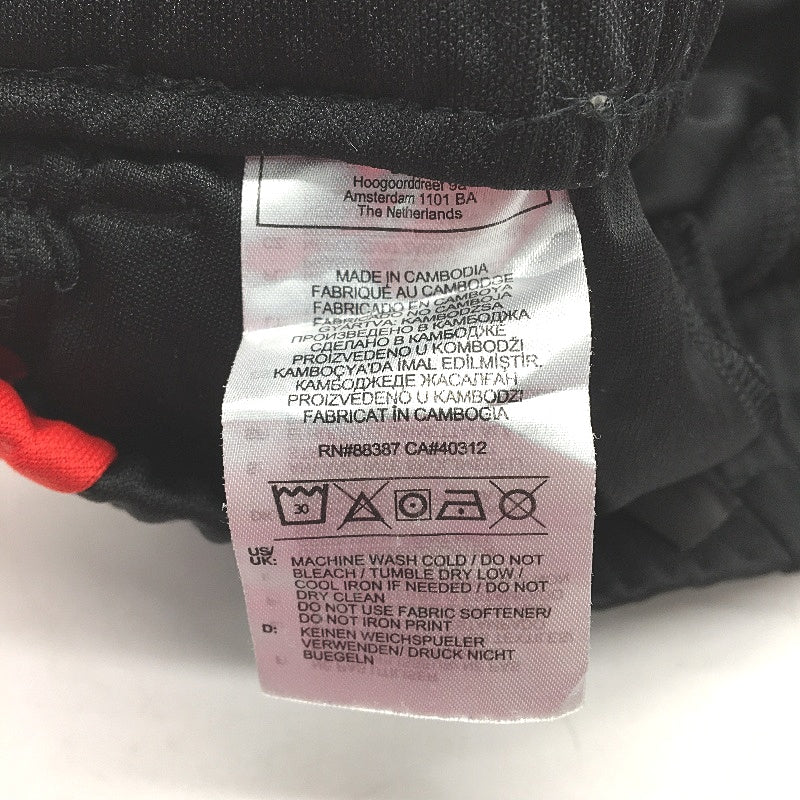 Hoogoorddreef 9a
Amsterdam 1101 BA
The Netherlands
MADE IN CAMBODIA
FABRIQUÉ AU CAMBODGE
FABRICADO EN CAMBOYA
FABRICADO NO CAMBOJA
GYÁRTVA: KAMBODZSA
ПРОИЗВЕДЕНО В КАМБОДЖА
СДЕЛАНО В КАМБОДЖЕ
PROIZVEDENO U KOMBODŽI
KAMBOÇYA'DA İMAL EDİLMİŞTİR.
КАМБОДЖЕДЕ ЖАСАЛҒАН
PROIZVEDENO U KAMBODŽI
FABRICAT ÎN CAMBOGIA
RN#88387 CA#40312
30
US/
UK: MACHINE WASH COLD / DO NOT
BLEACH / TUMBLE DRY LOW /
COOL IRON IF NEEDED / DO NOT
DRY CLEAN
DO NOT USE FABRIC SOFTENER/
DO NOT IRON PRINT
D: KEINEN WEICHSPUELER
VERWENDEN/ DRUCK NICHT
BUEGELN